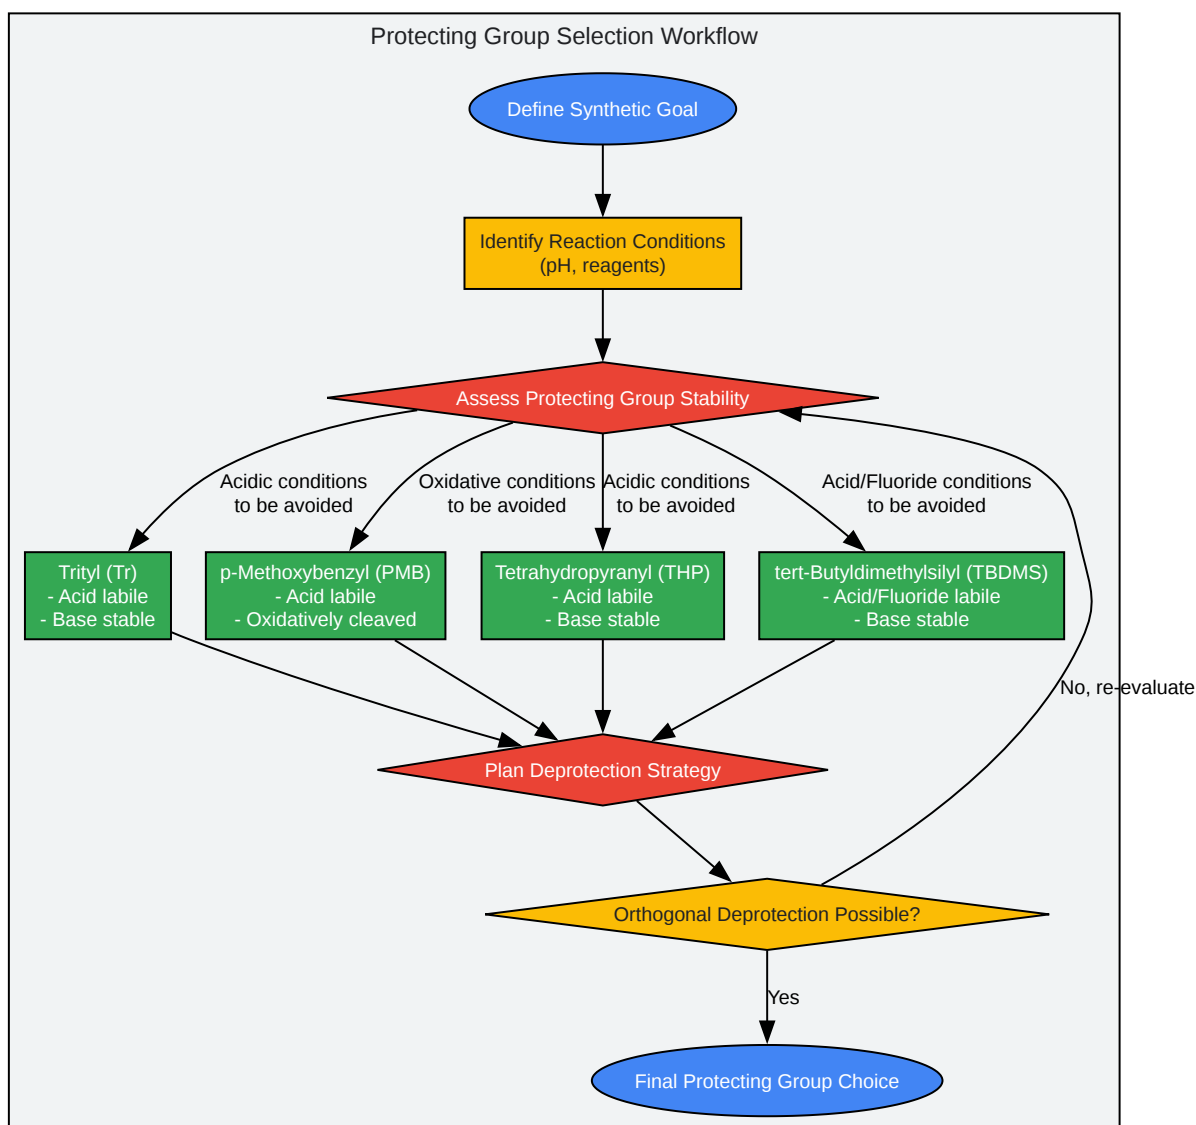 Protecting Group Selection Workflow
Define Synthetic Goal
Identify Reaction Conditions
(pH, reagents)
Assess Protecting Group Stability
Acidic conditions
to be avoided
Oxidative conditions
to be avoided
Acidic conditions
to be avoided
Acid/Fluoride conditions
to be avoided
Trityl (Tr)
- Acid labile
- Base stable
p-Methoxybenzyl (PMB)
- Acid labile
- Oxidatively cleaved
Tetrahydropyranyl (THP)
- Acid labile
- Base stable
tert-Butyldimethylsilyl (TBDMS)
- Acid/Fluoride labile
- Base stable
No, re-evaluate
Plan Deprotection Strategy
Orthogonal Deprotection Possible?
Yes
Final Protecting Group Choice